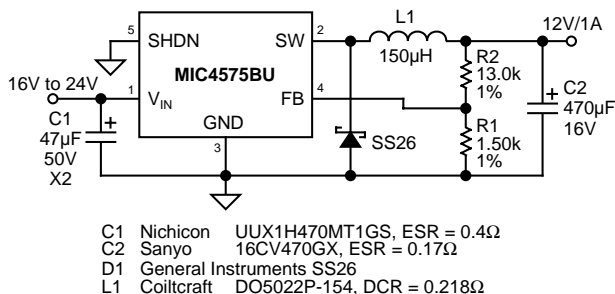 L1
12V/1A
5
SHDN
SW
2
150µH
R2
13.0k
1%
MIC4575BU
16V to 24V
1
VIN
FB
4
C2
470µF
16V
C1
47µF
50V
X2
GND
3
SS26
R1
1.50k
1%
C1 Nichicon UUX1H470MT1GS, ESR = 0.4Ω
C2 Sanyo 16CV470GX, ESR = 0.17Ω
D1 General Instruments SS26
L1 Coiltcraft DO5022P-154, DCR = 0.218Ω